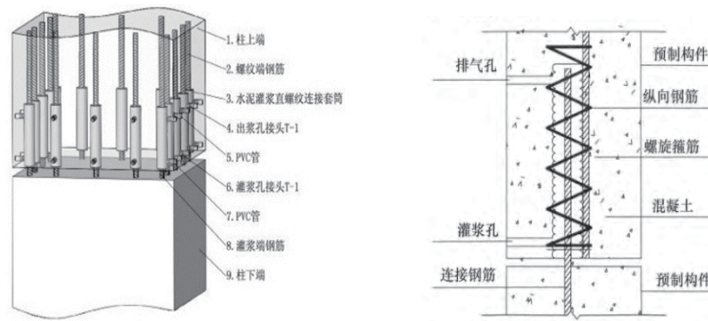 1.柱上端
2.螺纹端钢筋
3.水泥灌浆直螺纹连接套筒
4.出浆孔接头T-1
5.PVC管
6.灌浆孔接头T-1
7.PVC管
8.灌浆端钢筋
9.柱下端
排气孔
灌浆孔
连接钢筋
预制构件
纵向钢筋
螺旋箍筋
混凝土
预制构件